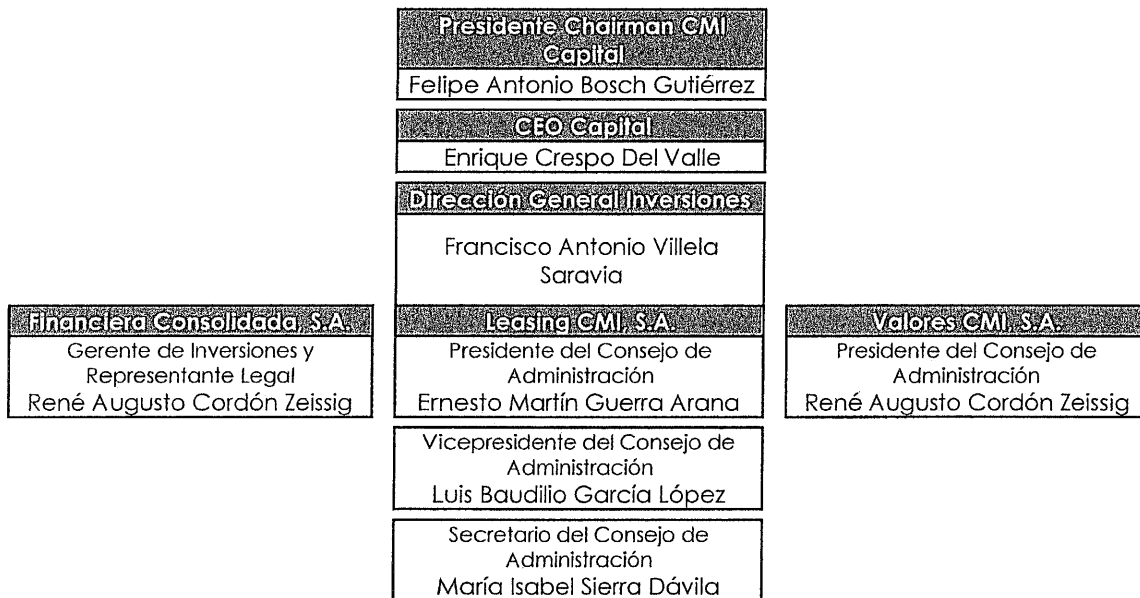 Presidente Chairman CMI
Capital
Felipe Antonio Bosch Gutiérrez
CEO Capital
Enrique Crespo Del Valle
Dirección General Inversiones
Francisco Antonio Villela
Saravia
Financiera Consolidada, S.A.
Gerente de Inversiones y
Representante Legal
René Augusto Cordón Zeissig
Leasing CMI, S.A.
Presidente del Consejo de
Administración
Ernesto Martín Guerra Arana
Valores CMI, S.A.
Presidente del Consejo de
Administración
René Augusto Cordón Zeissig
Vicepresidente del Consejo de
Administración
Luis Baudilio García López
Secretario del Consejo de
Administración
María Isabel Sierra Dávila